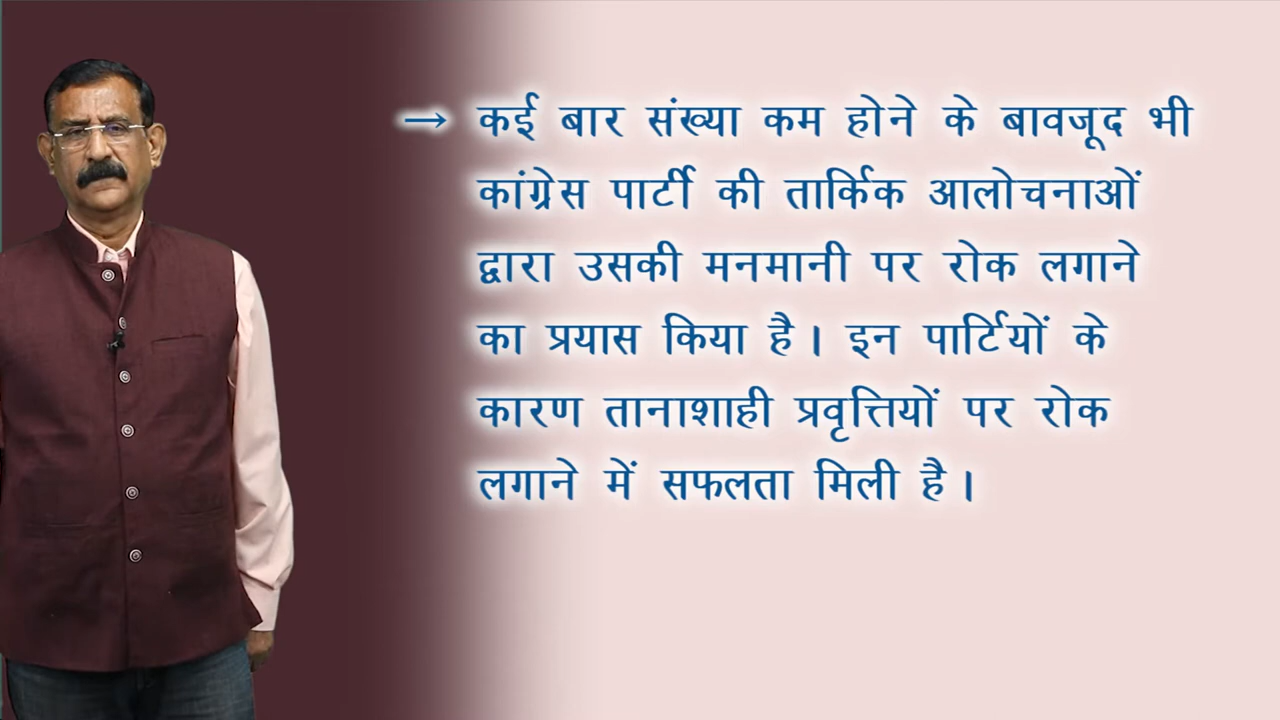 → कई बार संख्या कम होने के बावजूद भी
कांग्रेस पार्टी की तार्किक आलोचनाओं
द्वारा उसकी मनमानी पर रोक लगाने
का प्रयास किया है। इन पार्टियों के
कारण तानाशाही प्रवृत्तियों पर रोक
लगाने में सफलता मिली है।